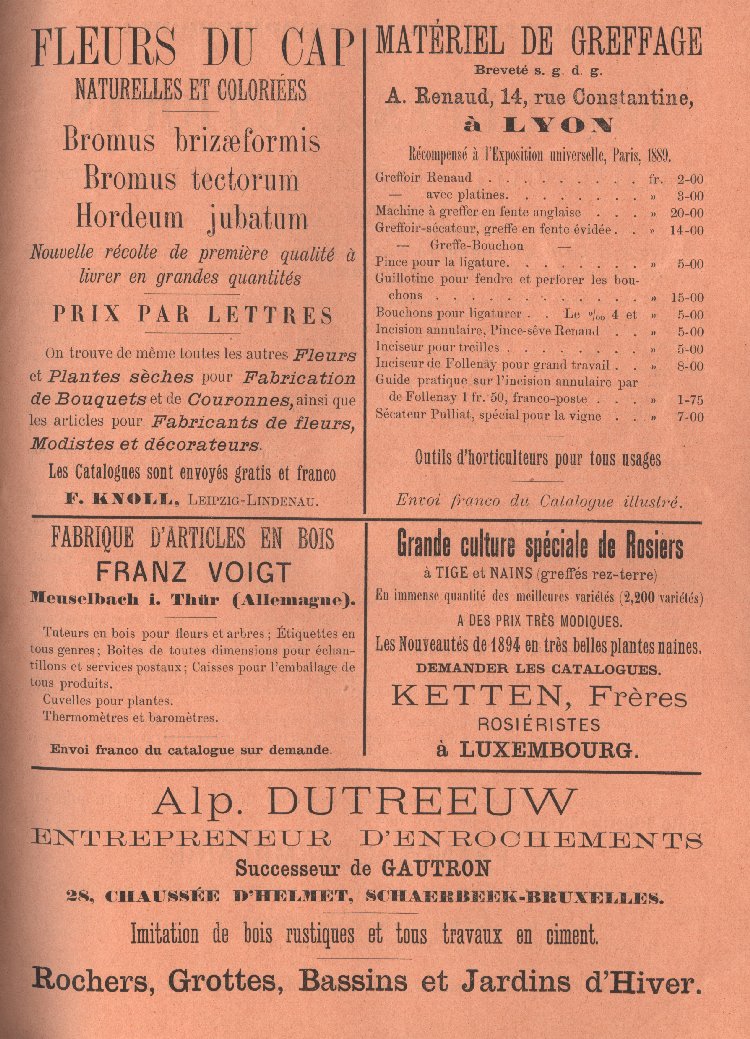 FLEURS DU CAP
NATURELLES ET COLORIÉES
Bromus brizæformis
Bromus tectorum
Hordeum jubatum
Nouvelle récolte de première qualité à
livrer en grandes quantités
PRIX PAR LETTRES
On trouve de même toutes les autres Fleurs
et Plantes sèches pour Fabrication
de Bouquets et de Couronnes, ainsi que
les articles pour Fabricants de fleurs,
Modistes et décorateurs.
Les Catalogues sont envoyés gratis et franco
F. KNOLL, LEIPZIG-LINDENAU.
MATÉRIEL DE GREFFAGE
Breveté s. g. d. g.
A. Renaud, 14, rue Constantine,
à LYON
Récompensé à l'Exposition universelle, Paris, 1889.
Greffoir Renaud . . . . . . . . . fr. 2-00
— avec platines. . . . . . . » 3-00
Machine à greffer en fente anglaise . . . » 20-00
Greffoir-sécateur, greffe en fente évidée. . » 14-00
— Greffe-Bouchon —
Pince pour la ligature. . . . . . . . » 5-00
Guillotine pour fendre et perforer les bou-
chons . . . . . . . . . . . » 15-00
Bouchons pour ligaturer . . Le °/₀₀ 4 et » 5-00
Incision annulaire, Pince-sève Renaud . . » 5-00
Inciseur pour treilles . . . . . . . . » 5-00
Inciseur de Follenay pour grand travail . . » 8-00
Guide pratique sur l'incision annulaire par
de Follenay 1 fr. 50, franco-poste . . . » 1-75
Sécateur Pulliat, spécial pour la vigne . . » 7-00
Outils d'horticulteurs pour tous usages
Envoi franco du Catalogue illustré.
FABRIQUE D'ARTICLES EN BOIS
FRANZ VOIGT
Meuselbach i. Thür (Allemagne).
Tuteurs en bois pour fleurs et arbres; Étiquettes en
tous genres; Boites de toutes dimensions pour échan-
tillons et services postaux; Caisses pour l'emballage de
tous produits.
Cuvelles pour plantes.
Thermomètres et baromètres.
Envoi franco du catalogue sur demande.
Grande culture spéciale de Rosiers
à TIGE et NAINS (greffés rez-terre)
En immense quantité des meilleures variétés (2,200 variétés)
A DES PRIX TRÈS MODIQUES.
Les Nouveautés de 1894 en très belles plantes naines.
DEMANDER LES CATALOGUES.
KETTEN, Frères
ROSIÉRISTES
à LUXEMBOURG.
Alp. DUTREEUW
ENTREPRENEUR D'ENROCHEMENTS
Successeur de GAUTRON
28, CHAUSSÉE D'HELMET, SCHAERBEEK-BRUXELLES.
Imitation de bois rustiques et tous travaux en ciment.
Rochers, Grottes, Bassins et Jardins d'Hiver.